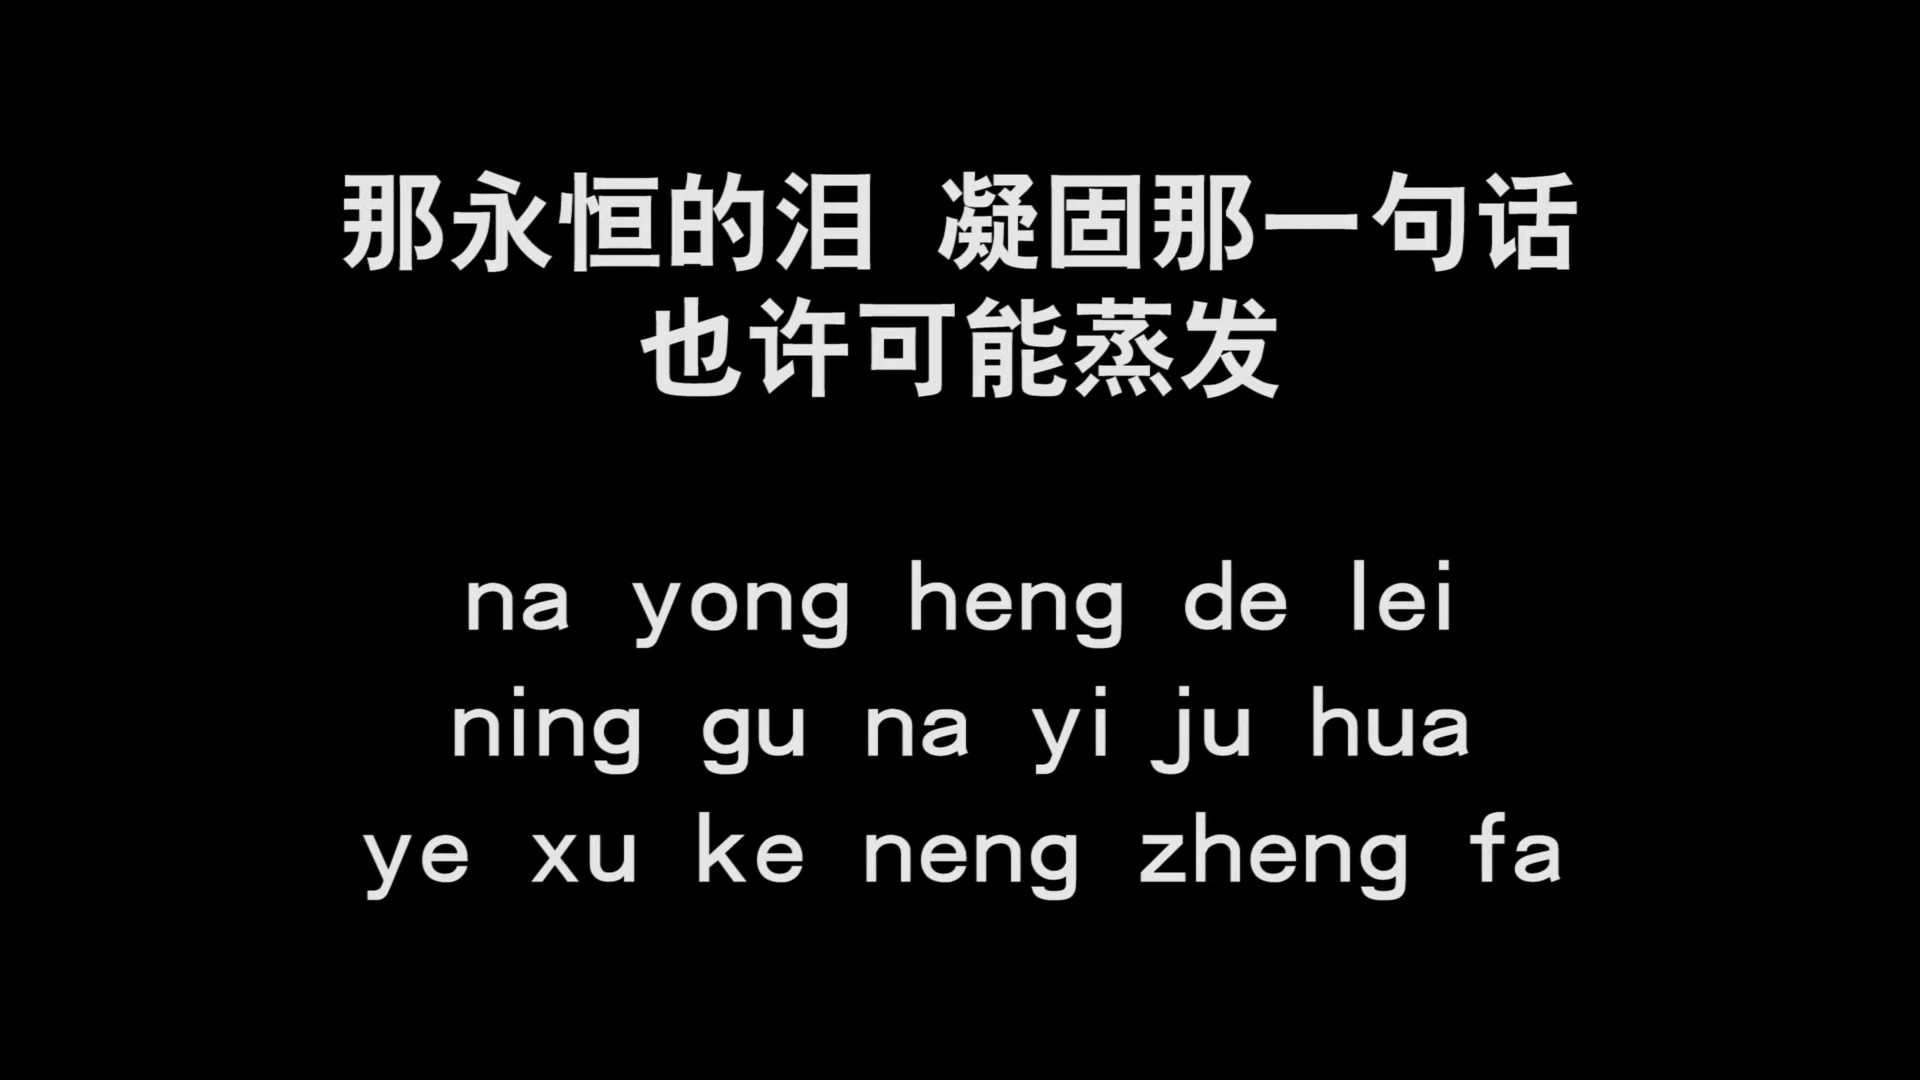 那永恒的泪 凝固那一句话
也许可能蒸发
na yong heng de lei
ning gu na yi ju hua
ye xu ke neng zheng fa